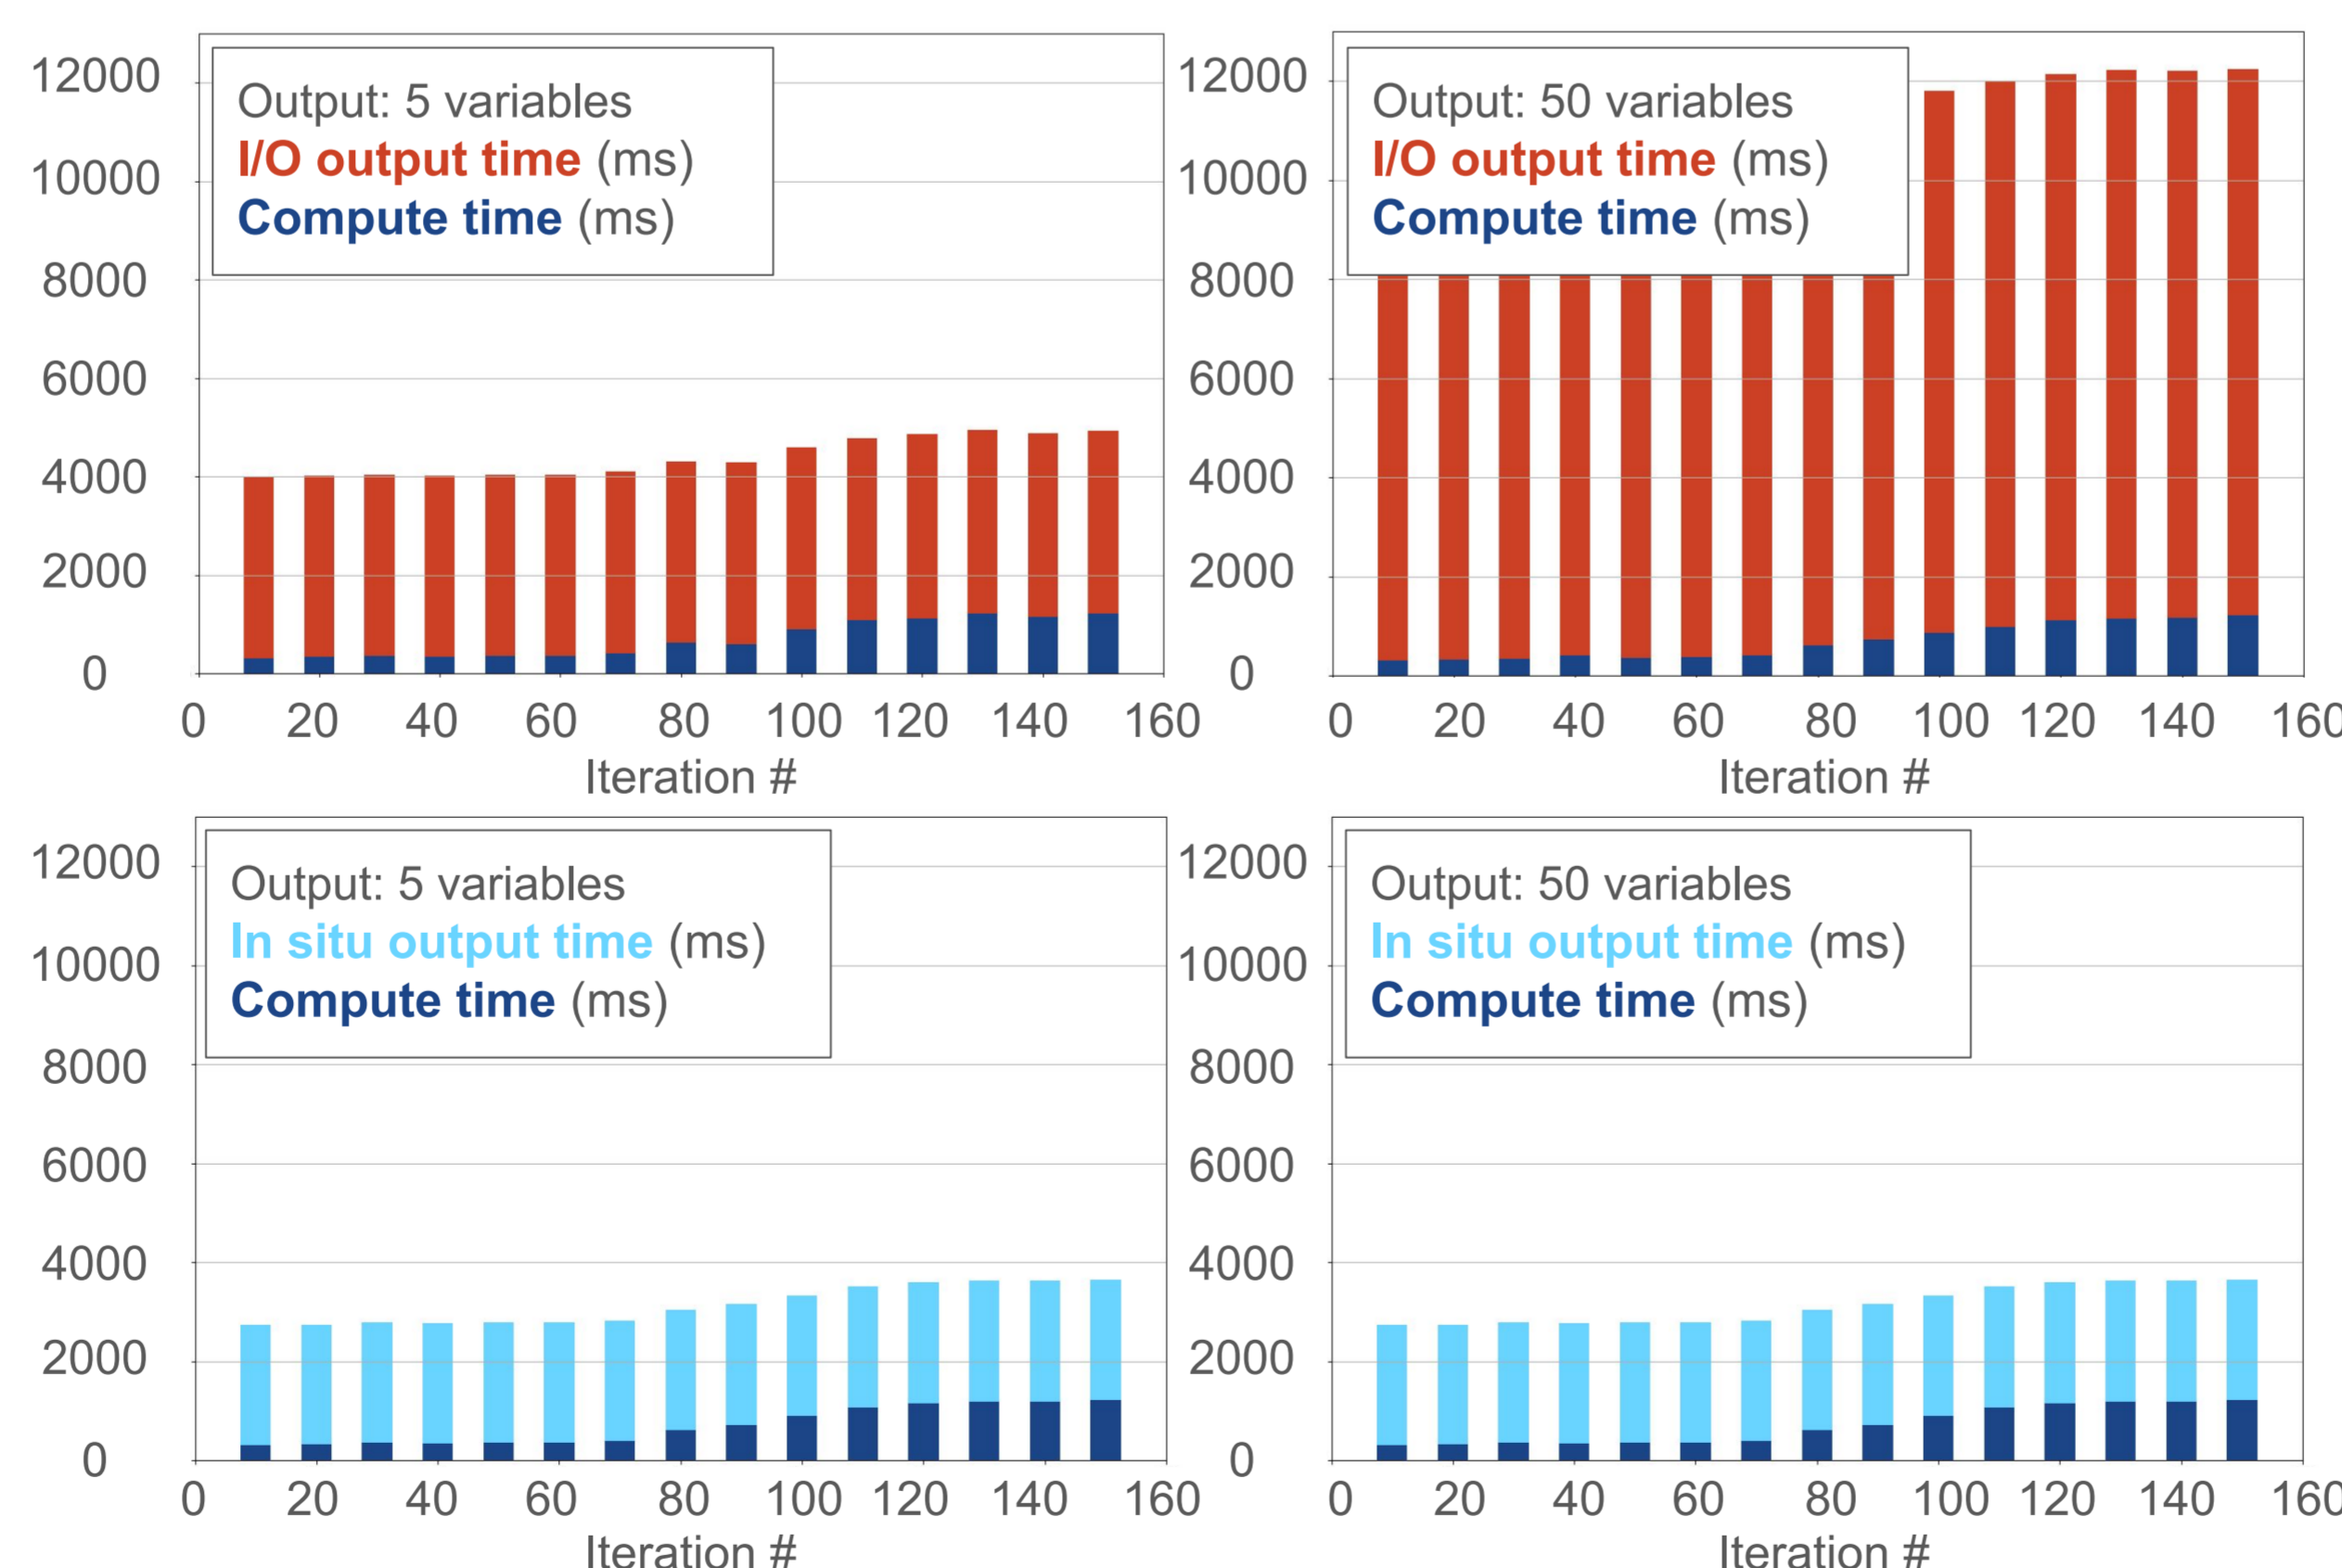 12000
10000
8000
6000
4000
2000
0
Output: 5 variables
I/O output time (ms)
Compute time (ms)
0 20 40 60 80 100 120 140 160
Iteration #
12000
10000
8000
6000
4000
2000
0
Output: 50 variables
I/O output time (ms)
Compute time (ms)
0 20 40 60 80 100 120 140 160
Iteration #
12000
10000
8000
6000
4000
2000
0
Output: 5 variables
In situ output time (ms)
Compute time (ms)
0 20 40 60 80 100 120 140 160
Iteration #
12000
10000
8000
6000
4000
2000
0
Output: 50 variables
In situ output time (ms)
Compute time (ms)
0 20 40 60 80 100 120 140 160
Iteration #